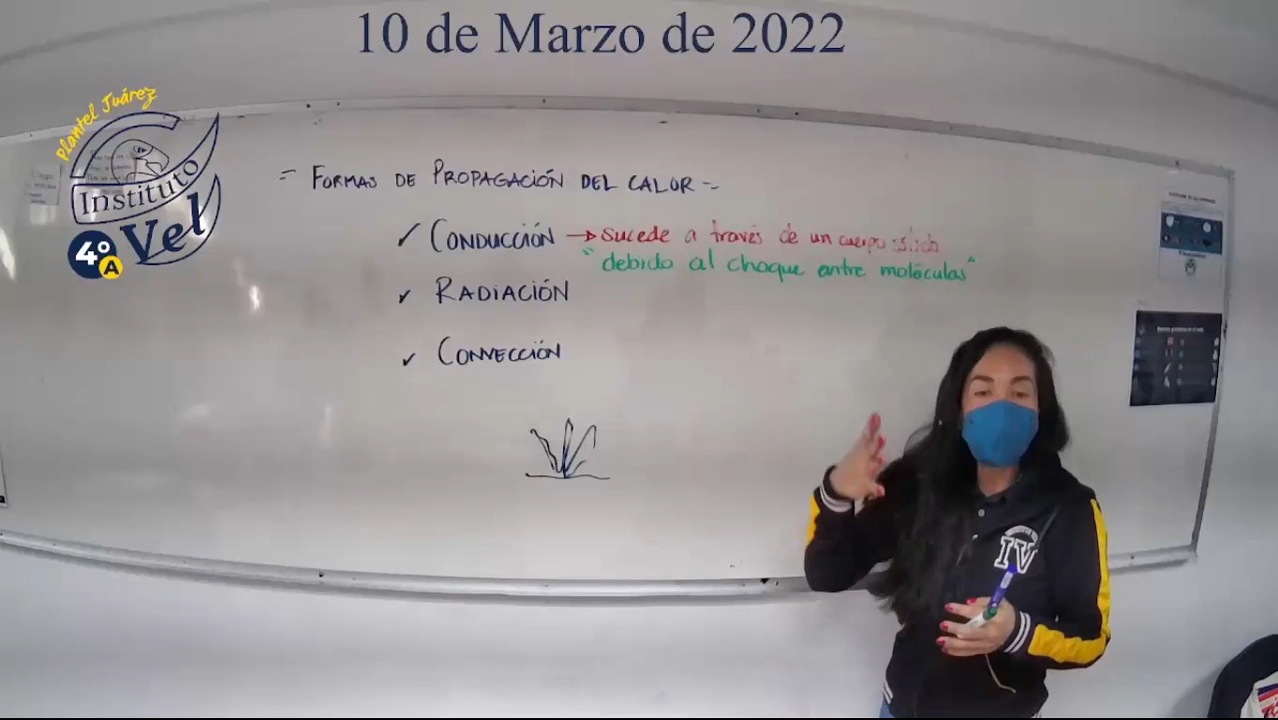 10 de Marzo de 2022
Plantel Juárez
Instituto
Vel
4º
A
= FORMAS DE PROPAGACIÓN DEL CALOR =
✓ CONDUCCIÓN → sucede a través de un cuerpo sólido
"debido al choque entre moléculas"
✓ RADIACIÓN
✓ CONVECCIÓN
IV